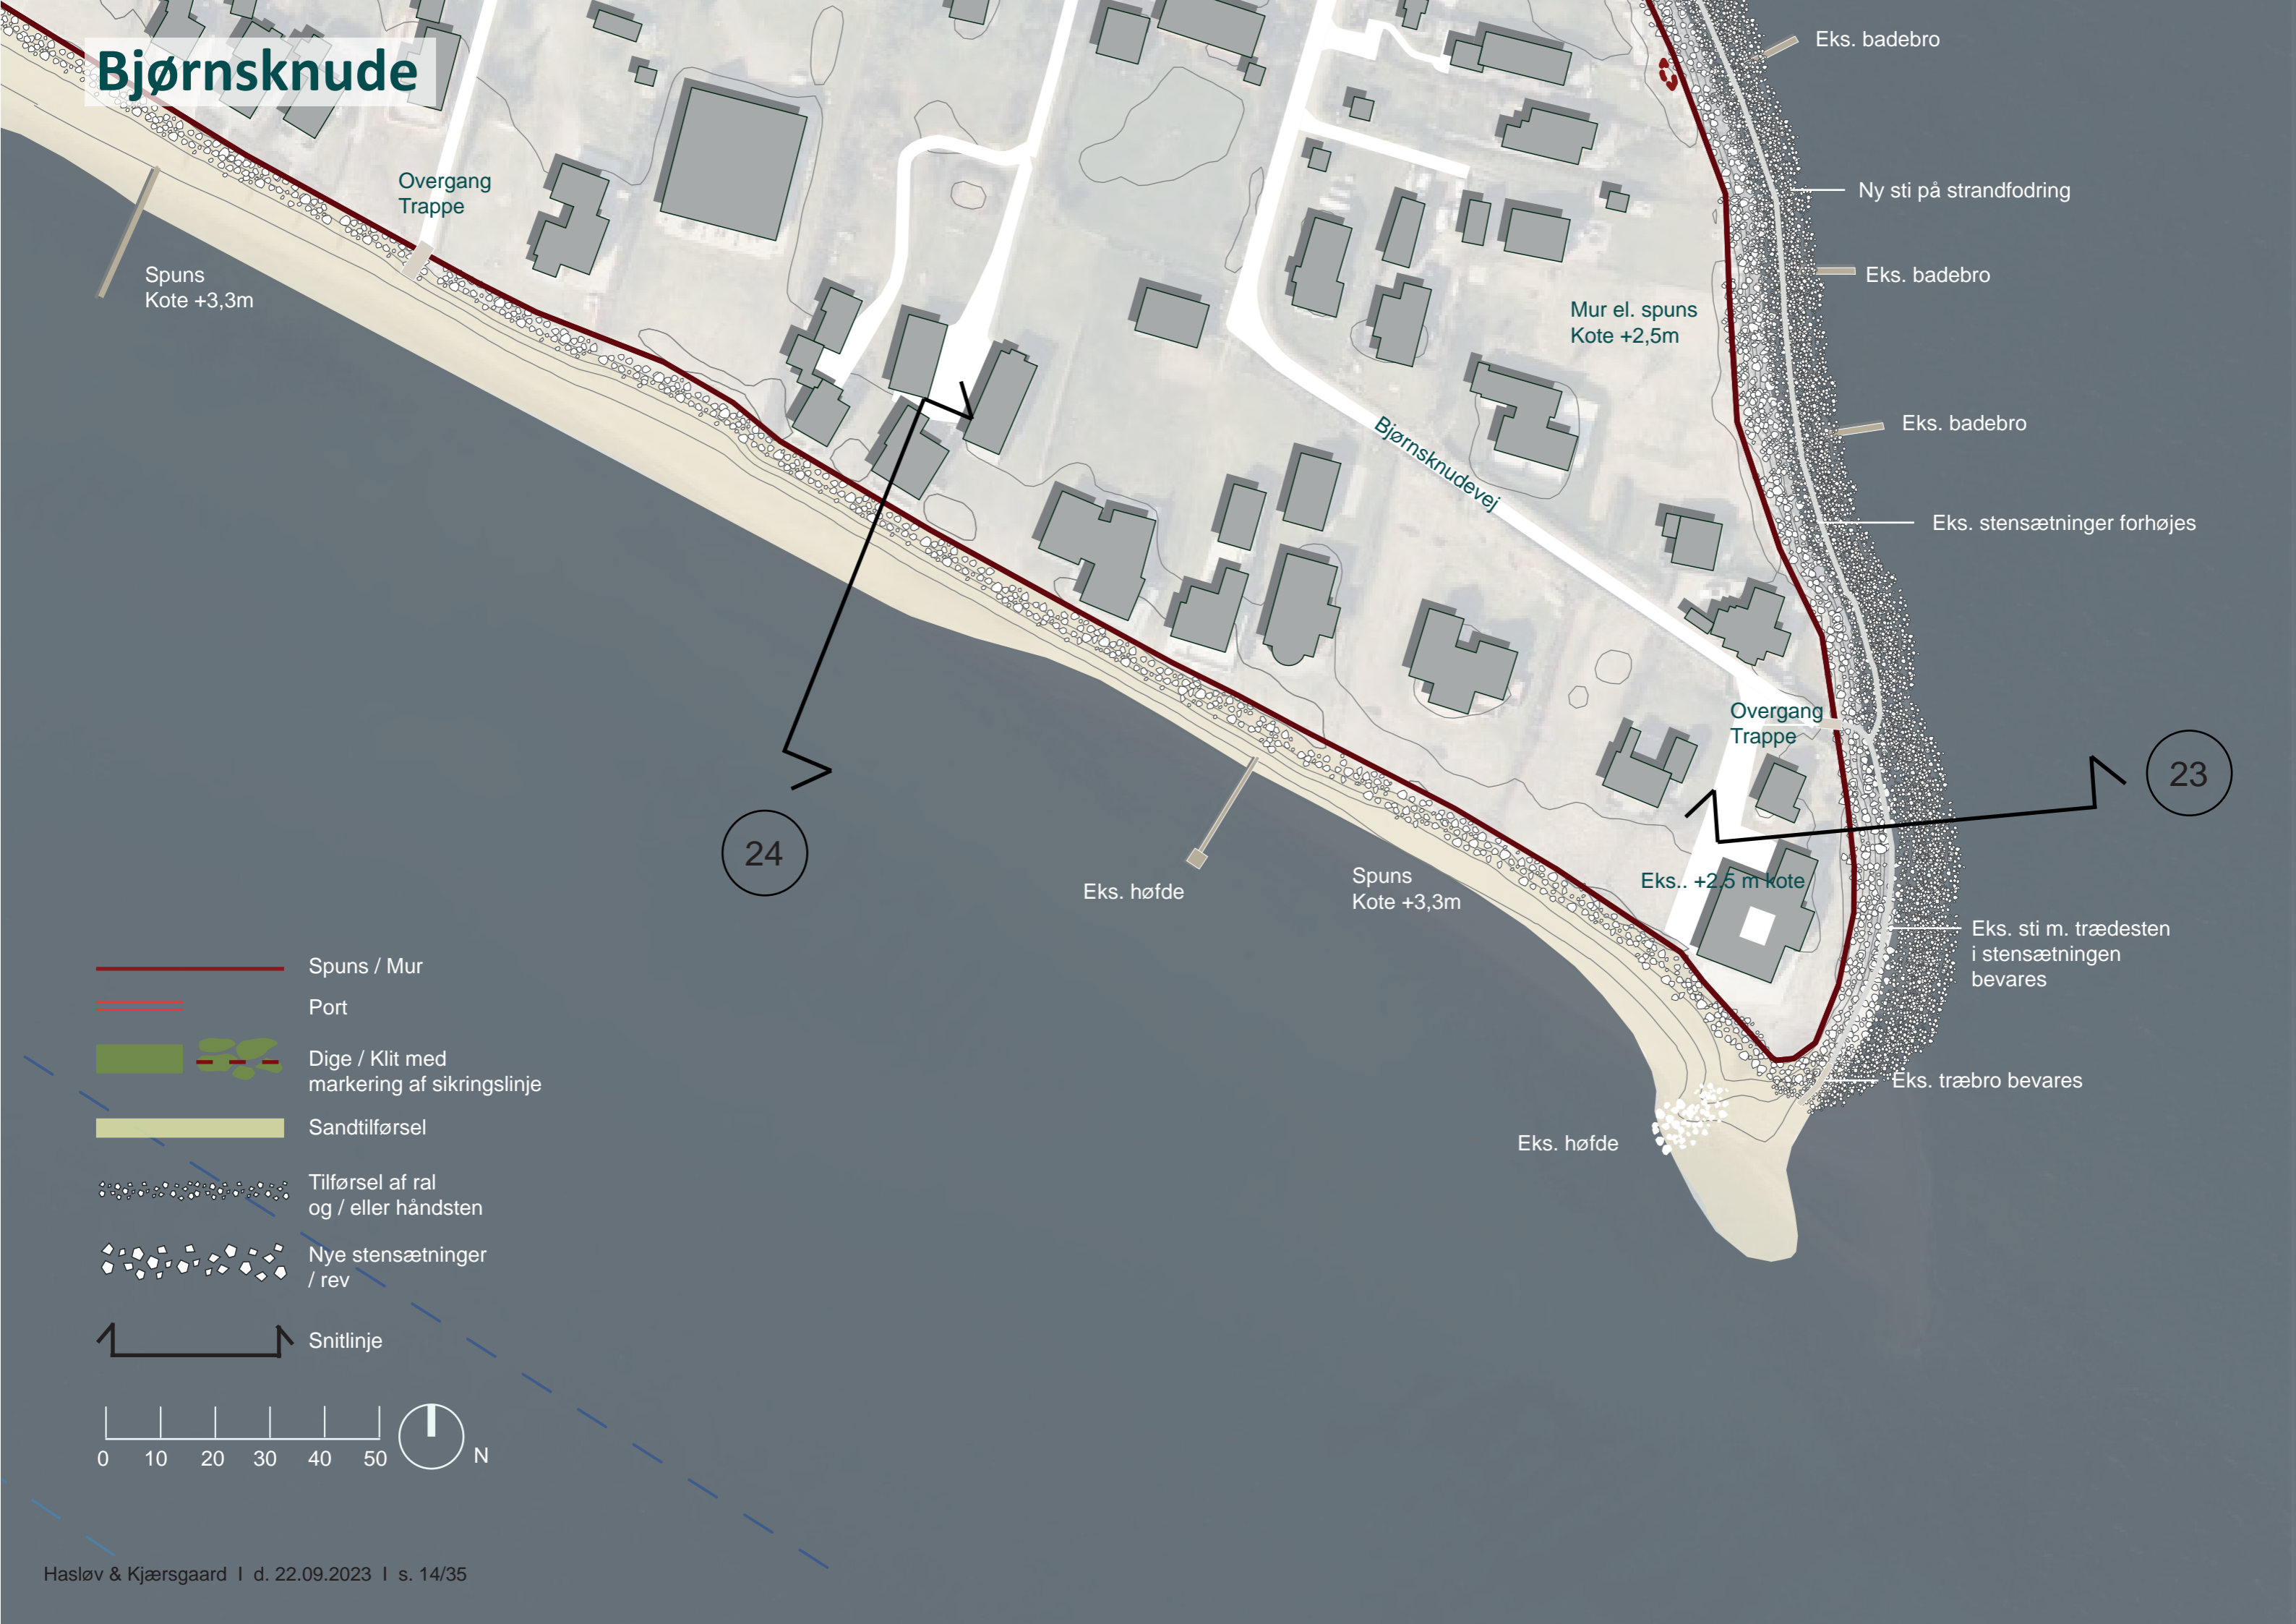 Bjørnsknude
Eks. badebro
Overgang
Trappe
Ny sti på strandfodring
Spuns
Kote +3,3m
Eks. badebro
Mur el. spuns
Kote +2,5m
Eks. badebro
Bjørnsknudevej
Eks. stensætninger forhøjes
Overgang
Trappe
23
24
Eks. høfde
Spuns
Kote +3,3m
Eks.. +2.5 m kote
Eks. sti m. trædesten
i stensætningen
bevares
Eks. træbro bevares
Eks. høfde
Spuns / Mur
Port
Dige / Klit med
markering af sikringslinje
Sandtilførsel
Tilførsel af ral
og / eller håndsten
Nye stensætninger
/ rev
Snitlinje
0 10 20 30 40 50 N
Hasløv & Kjærsgaard I d. 22.09.2023 I s. 14/35